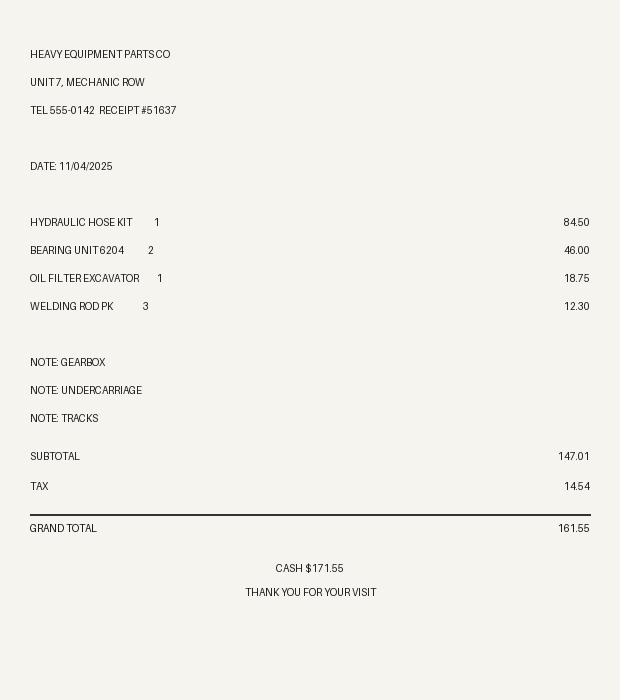 HEAVY EQUIPMENT PARTS CO
UNIT 7, MECHANIC ROW
TEL 555-0142 RECEIPT #51637
DATE: 11/04/2025
HYDRAULIC HOSE KIT 1 84.50
BEARING UNIT 6204 2 46.00
OIL FILTER EXCAVATOR 1 18.75
WELDING ROD PK 3 12.30
NOTE: GEARBOX
NOTE: UNDERCARRIAGE
NOTE: TRACKS
SUBTOTAL 147.01
TAX 14.54
GRAND TOTAL 161.55
CASH $171.55
THANK YOU FOR YOUR VISIT